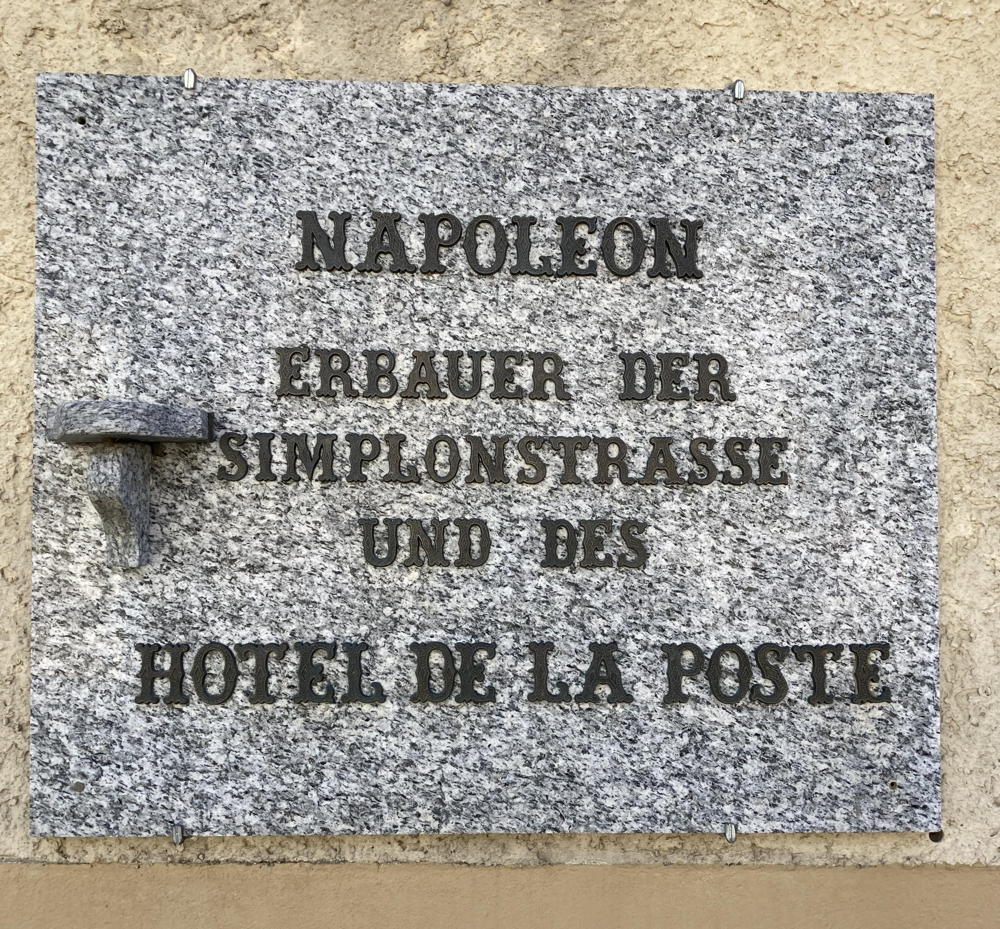 NAPOLEON
ERBAUER DER
SIMPLONSTRASSE
UND DES
HOTEL DE LA POSTE